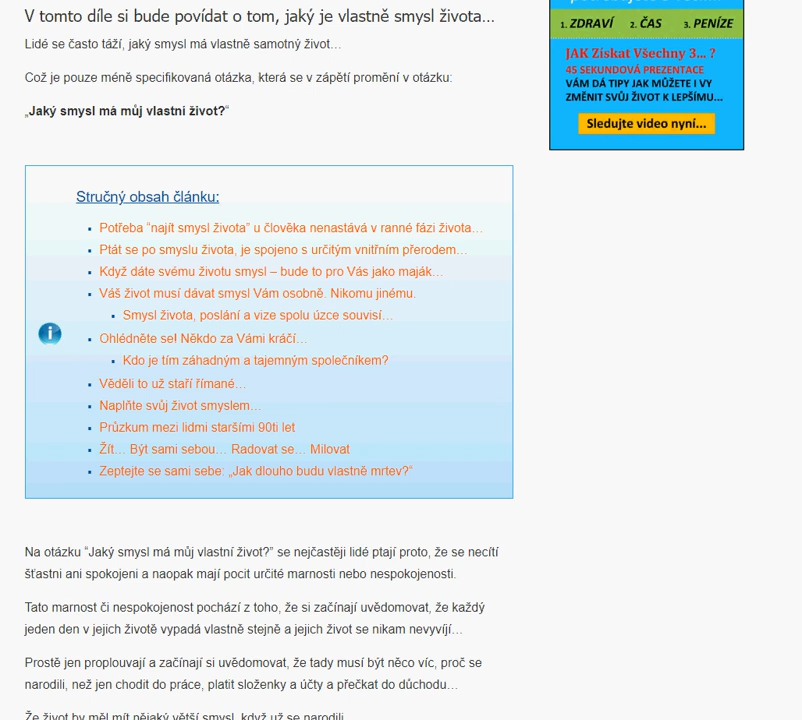 V tomto díle si bude povídat o tom, jaký je vlastně smysl života…
Lidé se často táží, jaký smysl má vlastně samotný život…
Což je pouze méně specifikovaná otázka, která se v zápětí promění v otázku:
„Jaký smysl má můj vlastní život?“
Stručný obsah článku:
Potřeba “najít smysl života” u člověka nenastává v ranné fázi života…
Ptát se po smyslu života, je spojeno s určitým vnitřním přerodem…
Když dáte svému životu smysl – bude to pro Vás jako maják…
Váš život musí dávat smysl Vám osobně. Nikomu jinému.
Smysl života, poslání a vize spolu úzce souvisí…
Ohlédněte se! Někdo za Vámi kráčí…
Kdo je tím záhadným a tajemným společníkem?
Věděli to už staří římané…
Naplňte svůj život smyslem…
Průzkum mezi lidmi staršími 90ti let
Žít… Být sami sebou… Radovat se… Milovat
Zeptejte se sami sebe: „Jak dlouho budu vlastně mrtev?“
Na otázku “Jaký smysl má můj vlastní život?” se nejčastěji lidé ptají proto, že se necítí
šťastni ani spokojeni a naopak mají pocit určité marnosti nebo nespokojenosti.
Tato marnost či nespokojenost pochází z toho, že si začínají uvědomovat, že každý
jeden den v jejich životě vypadá vlastně stejně a jejich život se nikam nevyvíjí…
Prostě jen proplouvají a začínají si uvědomovat, že tady musí být něco víc, proč se
narodili, než jen chodit do práce, platit složenky a účty a přečkat do důchodu…
Že život by měl mít nějaký větší smysl, když už se narodili
1. ZDRAVÍ 2. ČAS 3. PENÍZE
JAK Získat Všechny 3... ?
45 SEKUNDOVÁ PREZENTACE
VÁM DÁ TIPY JAK MŮŽETE I VY
ZMĚNIT SVŮJ ŽIVOT K LEPŠÍMU...
Sledujte video nyní...